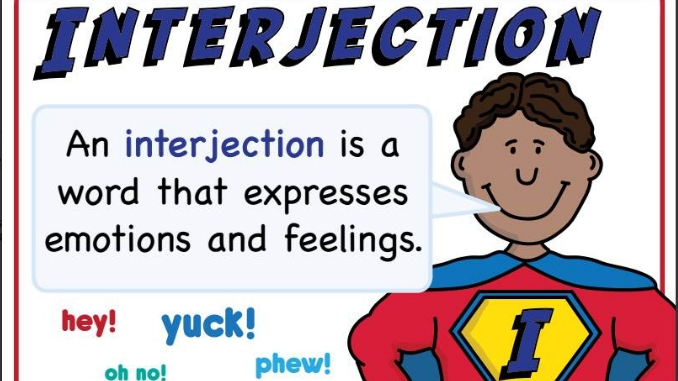 INTERJECTION
An interjection is a
word that expresses
emotions and feelings.
hey! yuck!
oh no! phew!
I